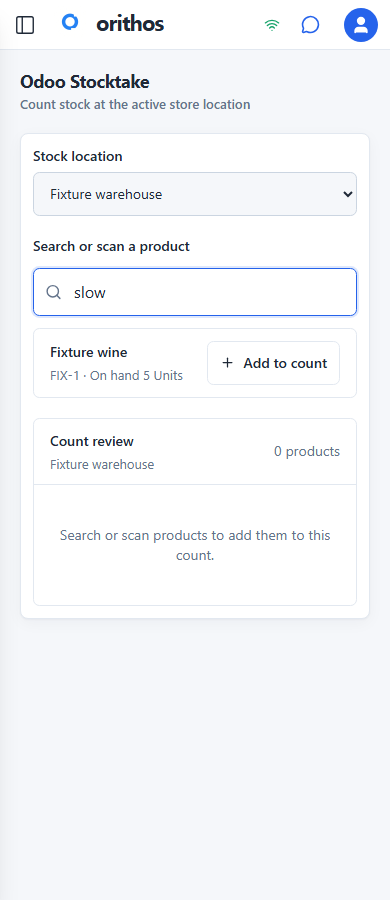 orithos
Odoo Stocktake
Count stock at the active store location
Stock location
Fixture warehouse
Search or scan a product
slow
Fixture wine
FIX-1 · On hand 5 Units
+ Add to count
Count review
Fixture warehouse
0 products
Search or scan products to add them to this
count.